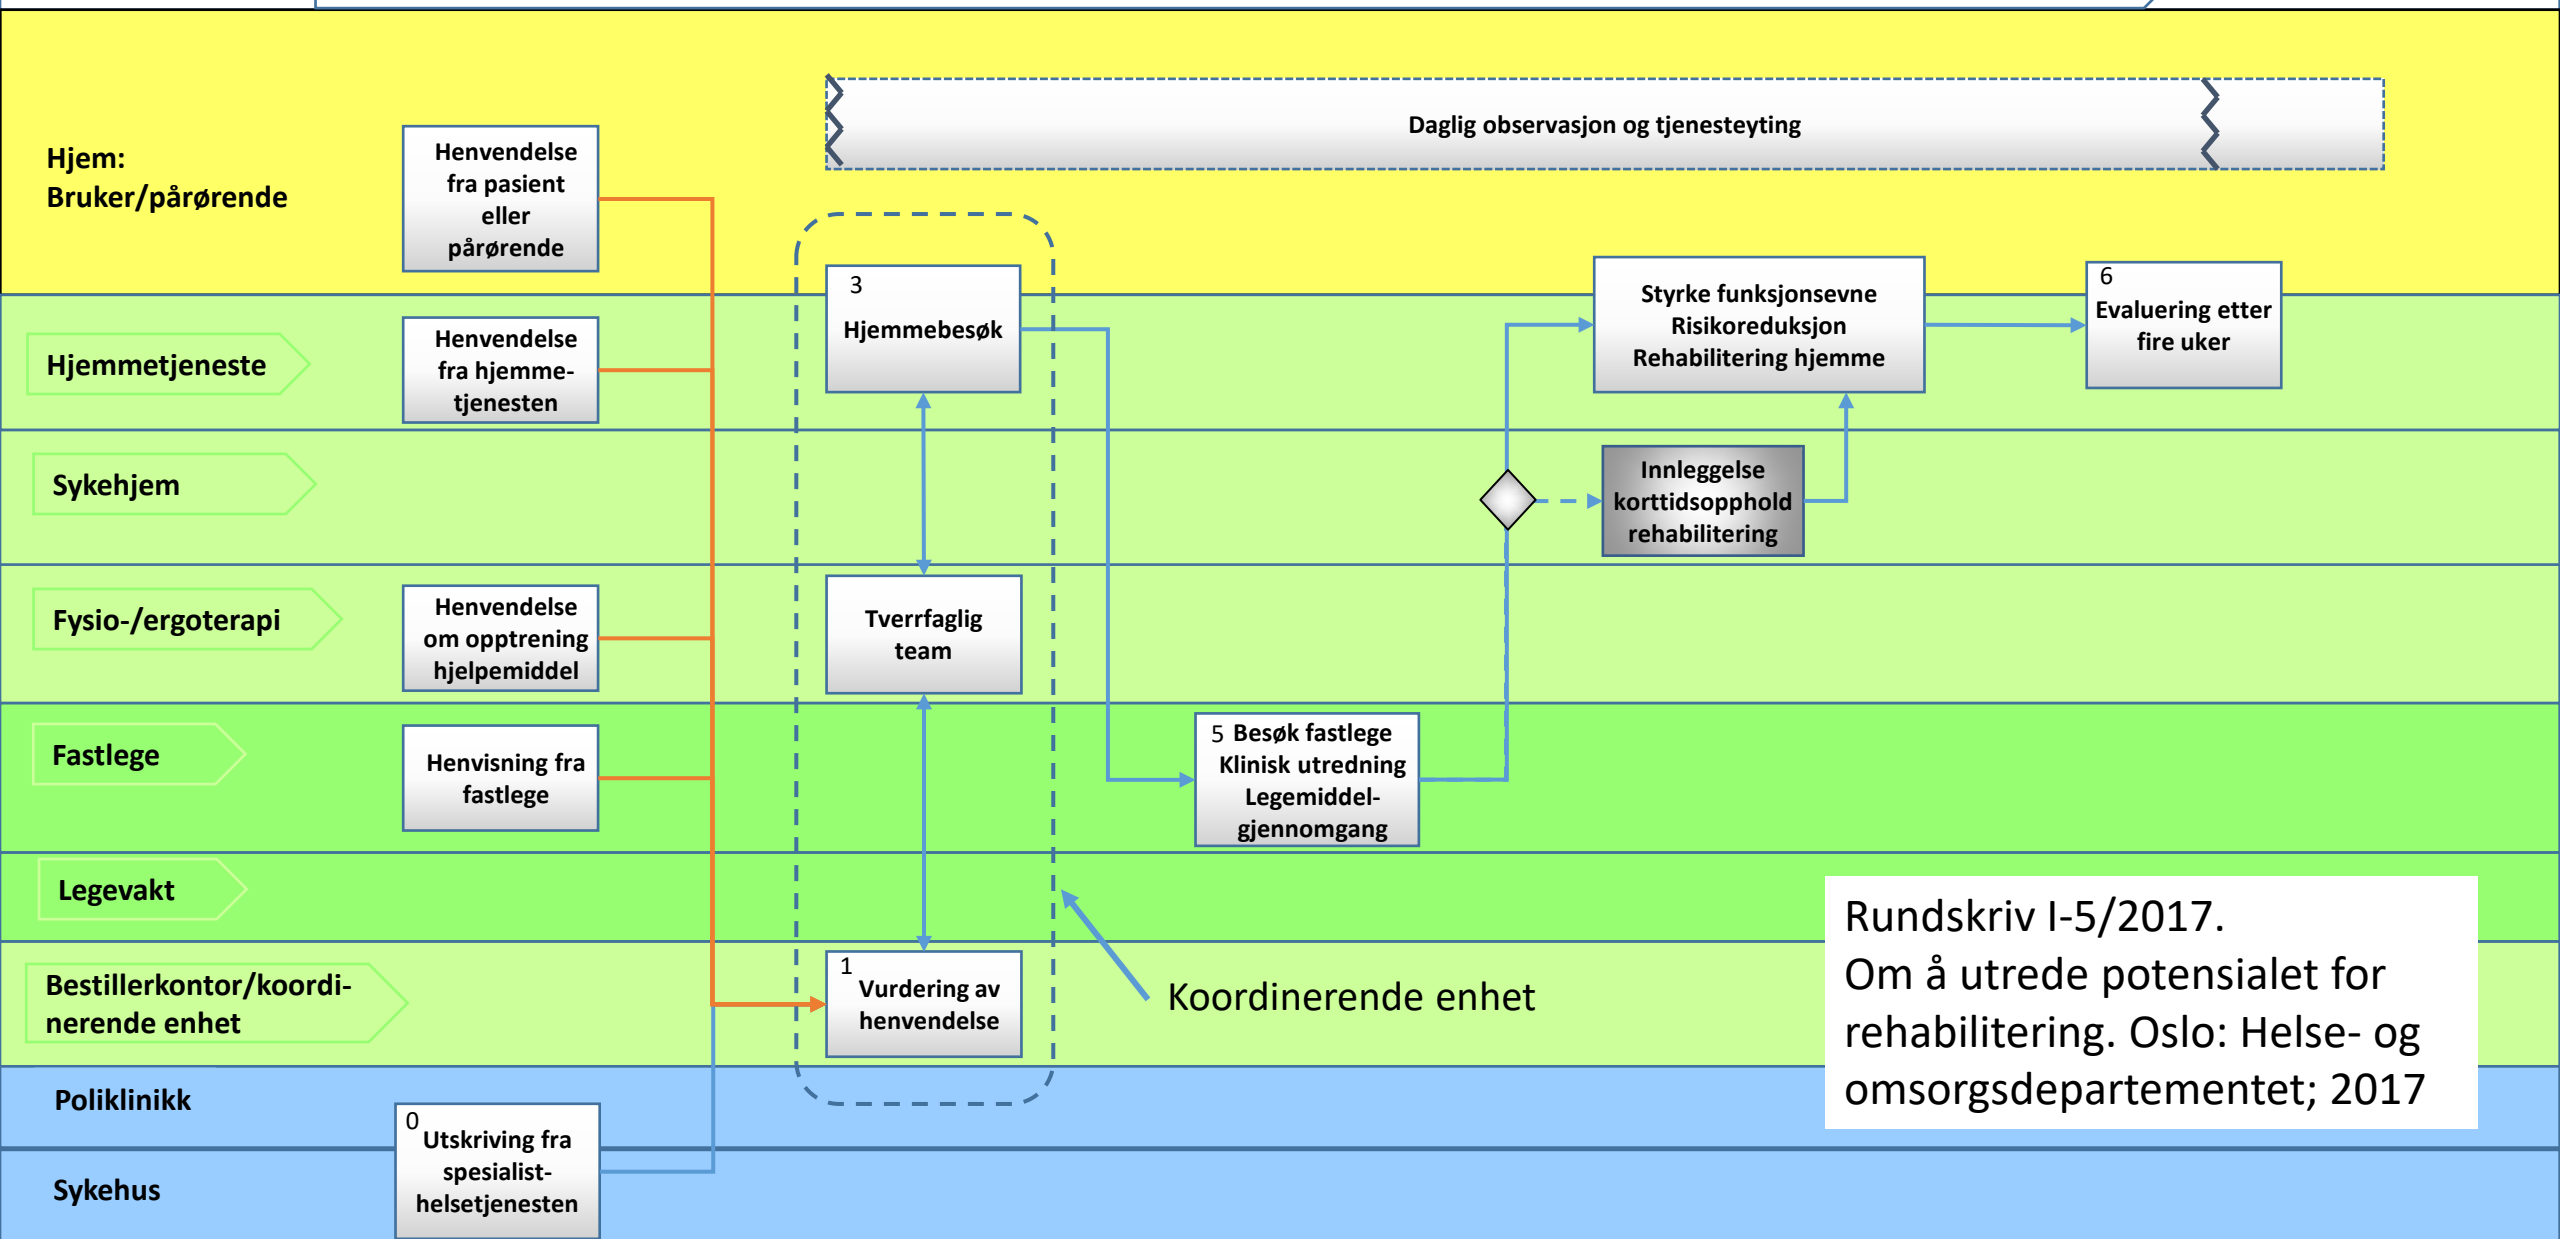 Daglig observasjon og tjenesteyting
Hjem:
Bruker/pårørende
Henvendelse
fra pasient
eller
pårørende
3
Hjemmebesøk
Styrke funksjonsevne
Risikoreduksjon
Rehabilitering hjemme
6
Evaluering etter
fire uker
Hjemmetjeneste
Henvendelse
fra hjemme-
tjenesten
Sykehjem
Innleggelse
korttidsopphold
rehabilitering
Fysio-/ergoterapi
Henvendelse
om opptrening
hjelpemiddel
Tverrfaglig
team
Fastlege
Henvisning fra
fastlege
5 Besøk fastlege
Klinisk utredning
Legemiddel-
gjennomgang
Legevakt
Bestillerkontor/koordi-
nerende enhet
1
Vurdering av
henvendelse
Koordinerende enhet
Rundskriv I-5/2017.
Om å utrede potensialet for
rehabilitering. Oslo: Helse- og
omsorgsdepartementet; 2017
Poliklinikk
0
Utskriving fra
spesialist-
helsetjenesten
Sykehus